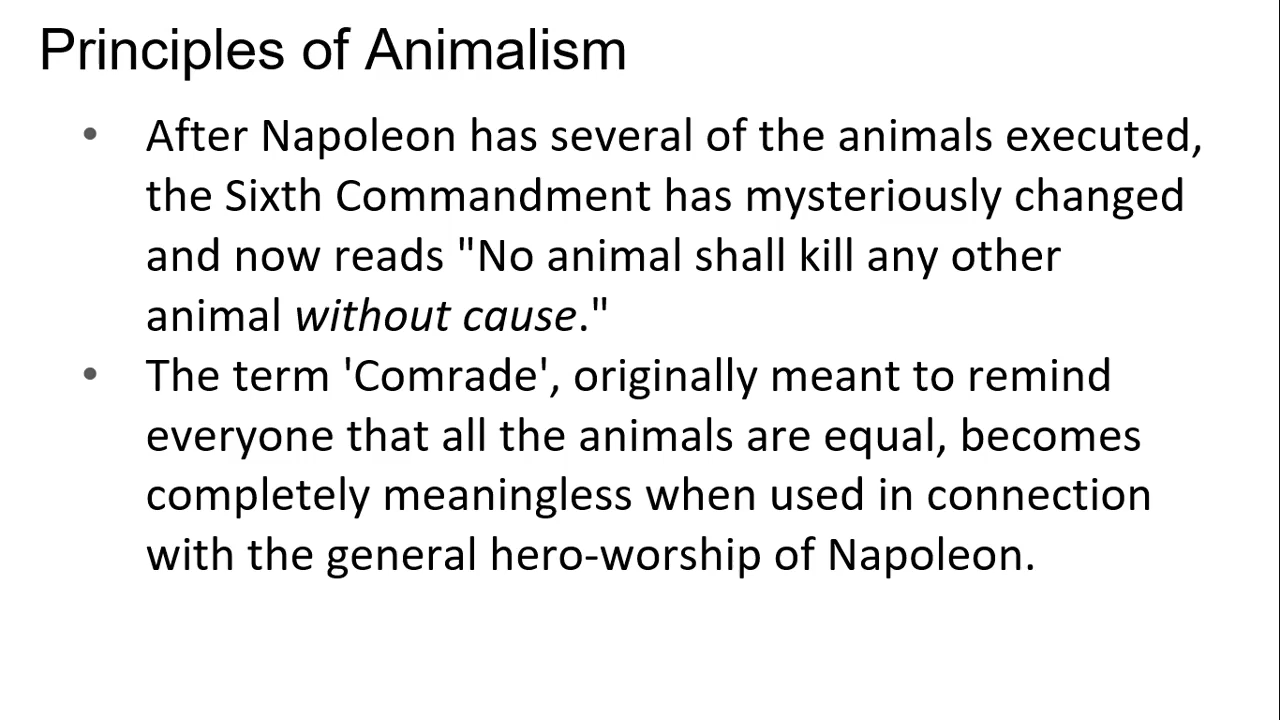 Principles of Animalism
• After Napoleon has several of the animals executed,
the Sixth Commandment has mysteriously changed
and now reads "No animal shall kill any other
animal without cause."
• The term 'Comrade', originally meant to remind
everyone that all the animals are equal, becomes
completely meaningless when used in connection
with the general hero-worship of Napoleon.